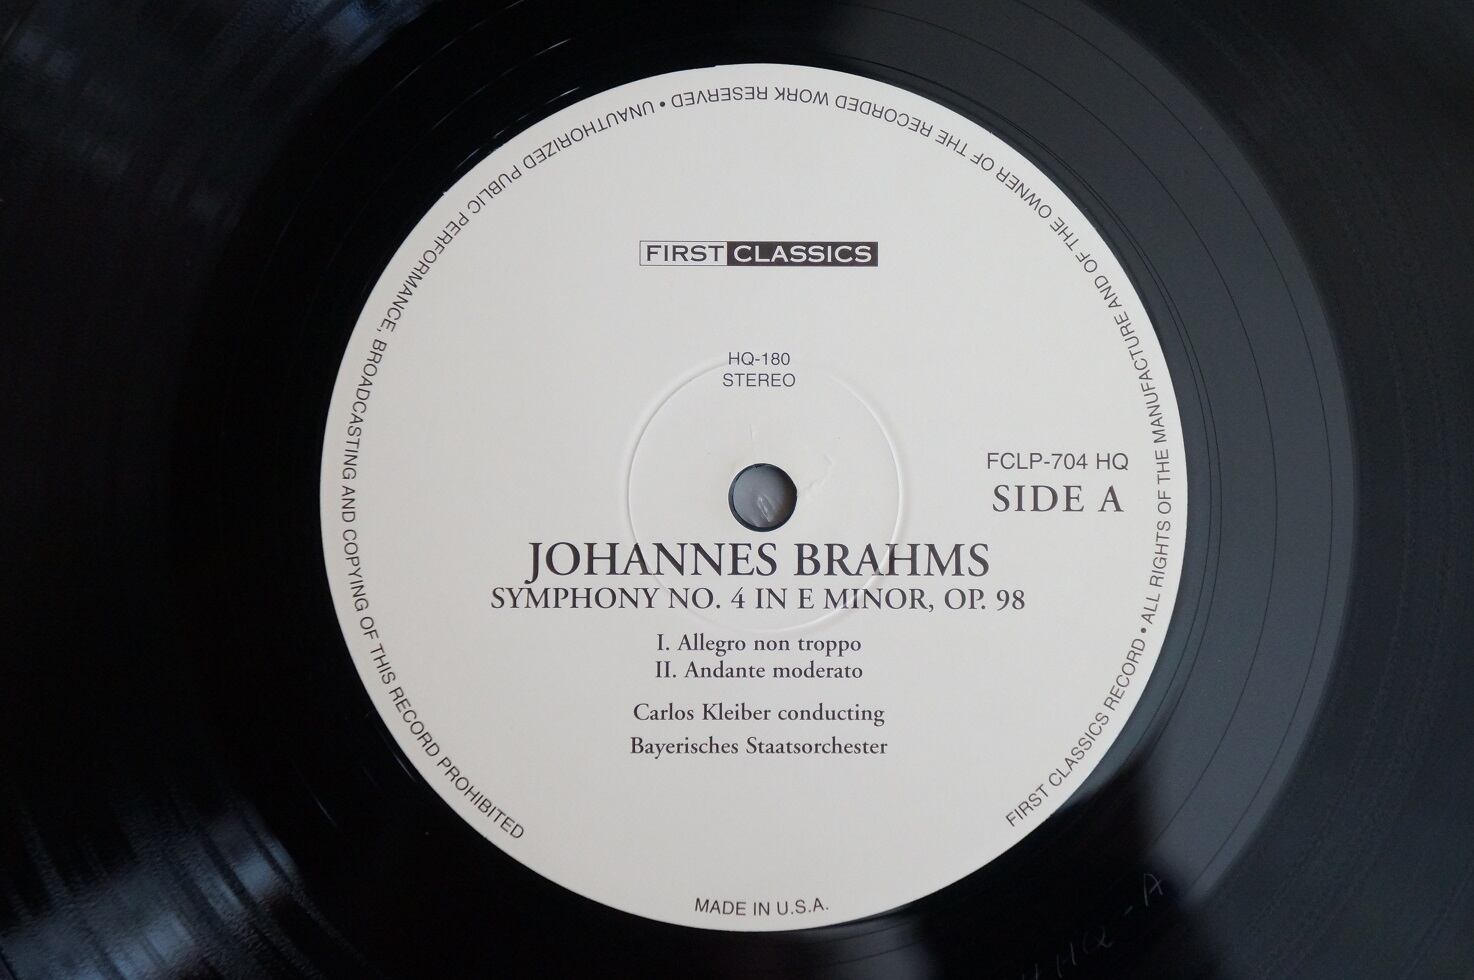 FIRST CLASSICS
HQ-180
STEREO
FCLP-704 HQ
SIDE A
JOHANNES BRAHMS
SYMPHONY NO. 4 IN E MINOR, OP. 98
I. Allegro non troppo
II. Andante moderato
Carlos Kleiber conducting
Bayerisches Staatsorchester
FIRST CLASSICS RECORD • ALL RIGHTS OF THE MANUFACTURE AND OF THE OWNER OF THE RECORDED WORK RESERVED • UNAUTHORIZED PUBLIC PERFORMANCE, BROADCASTING AND COPYING OF THIS RECORD PROHIBITED
MADE IN U.S.A.
HQ-A